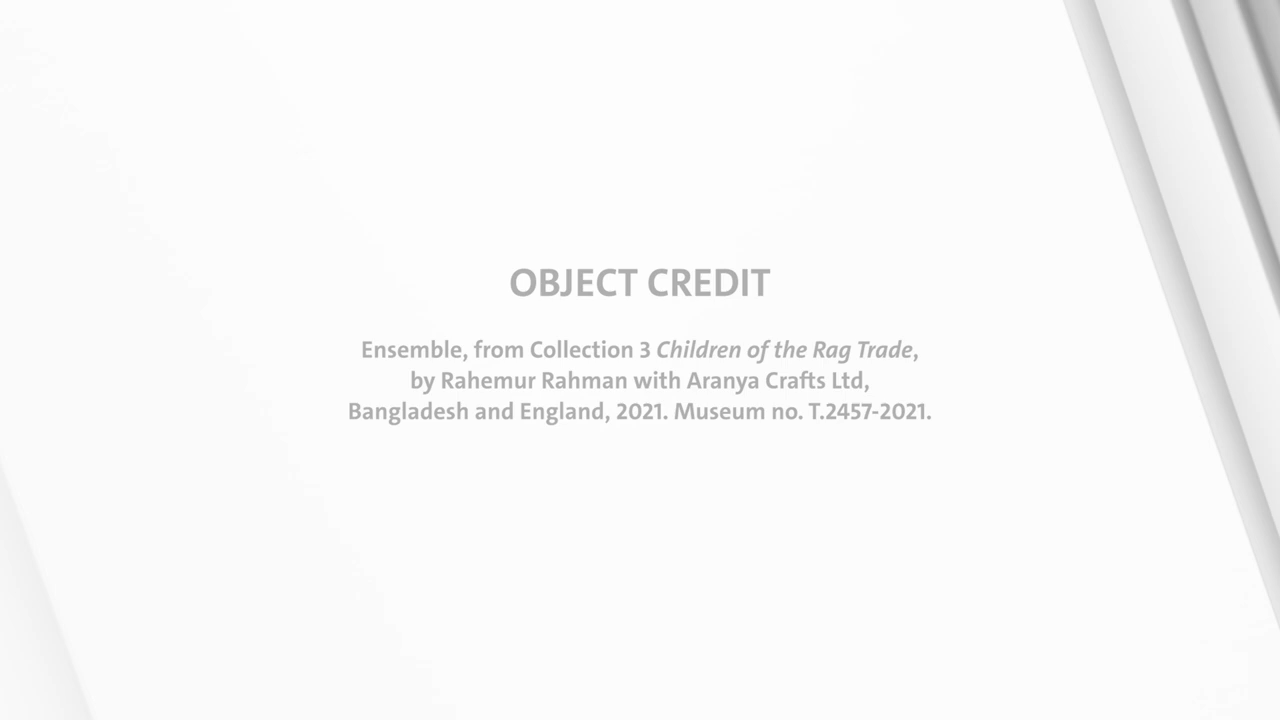 OBJECT CREDIT
Ensemble, from Collection 3 Children of the Rag Trade,
by Rahemur Rahman with Aranya Crafts Ltd,
Bangladesh and England, 2021. Museum no. T.2457-2021.